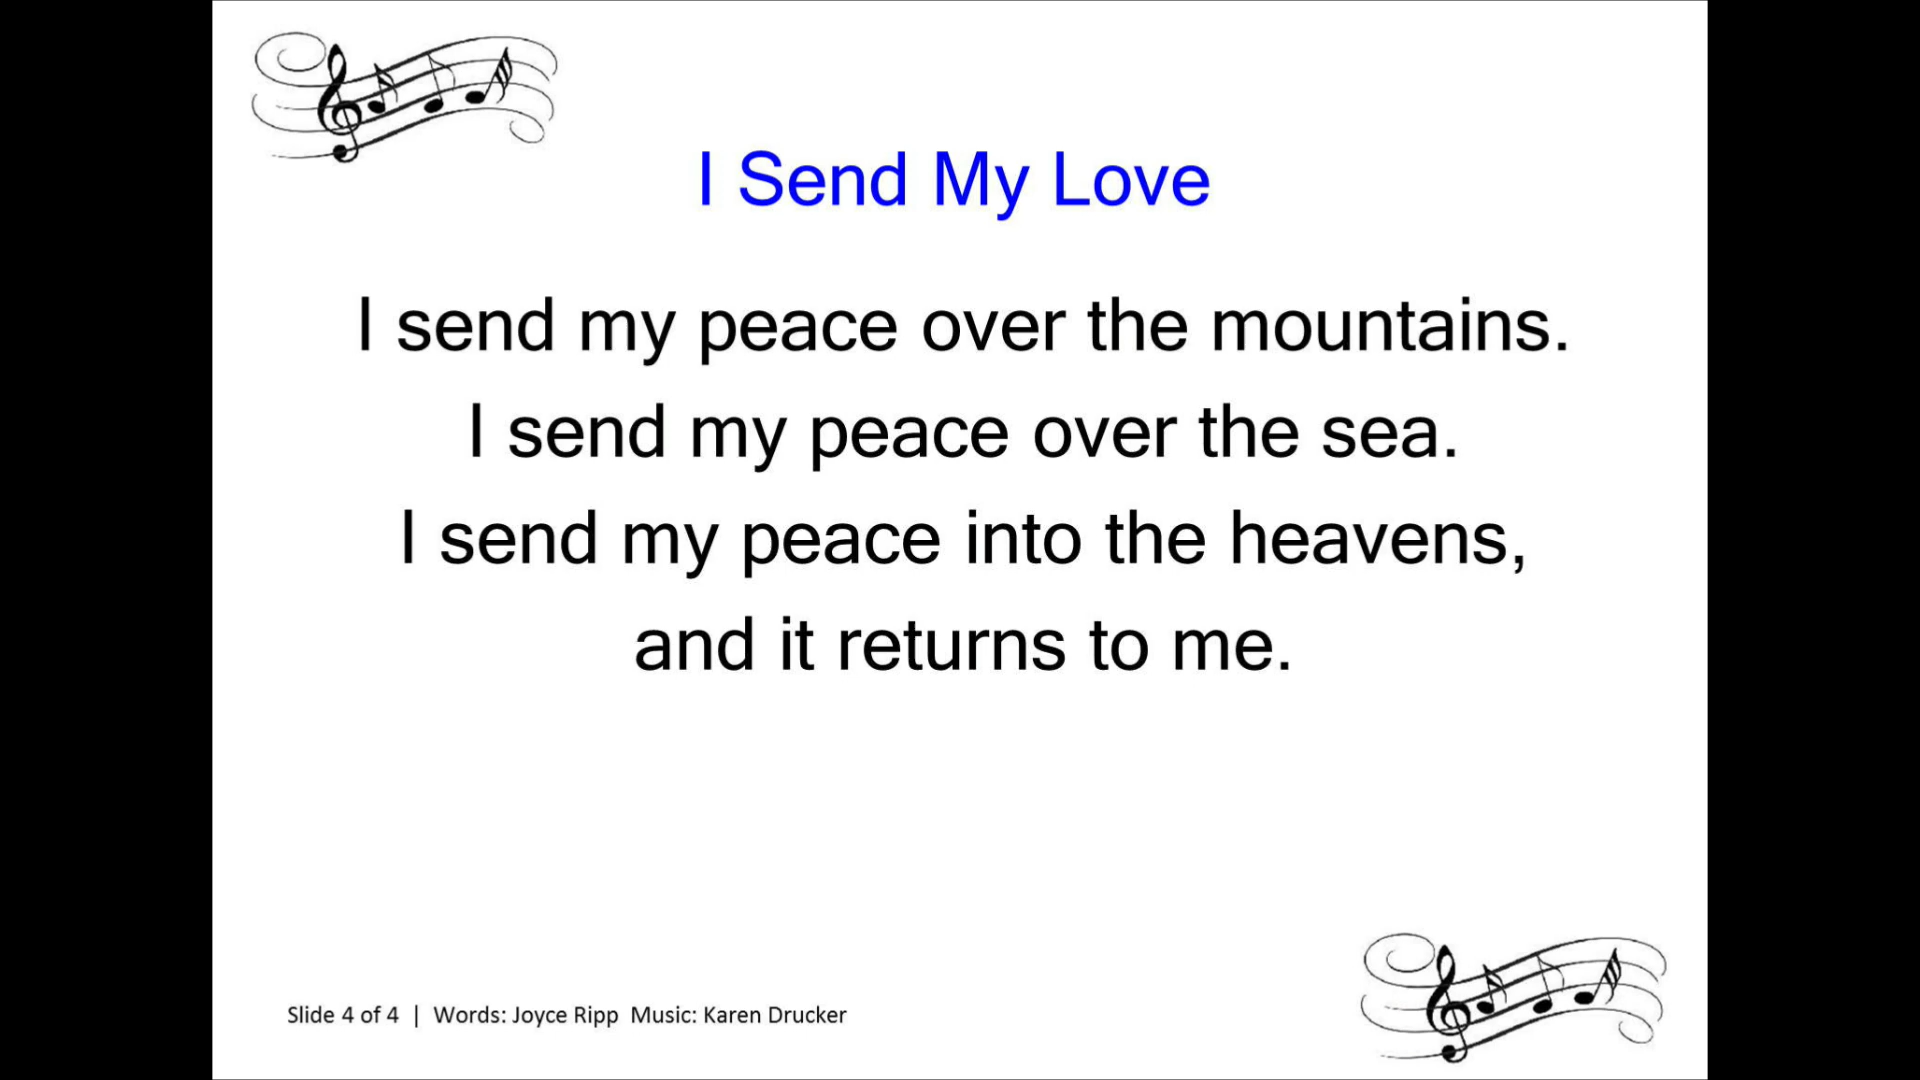 I Send My Love
I send my peace over the mountains.
I send my peace over the sea.
I send my peace into the heavens,
and it returns to me.
Slide 4 of 4 | Words: Joyce Ripp Music: Karen Drucker